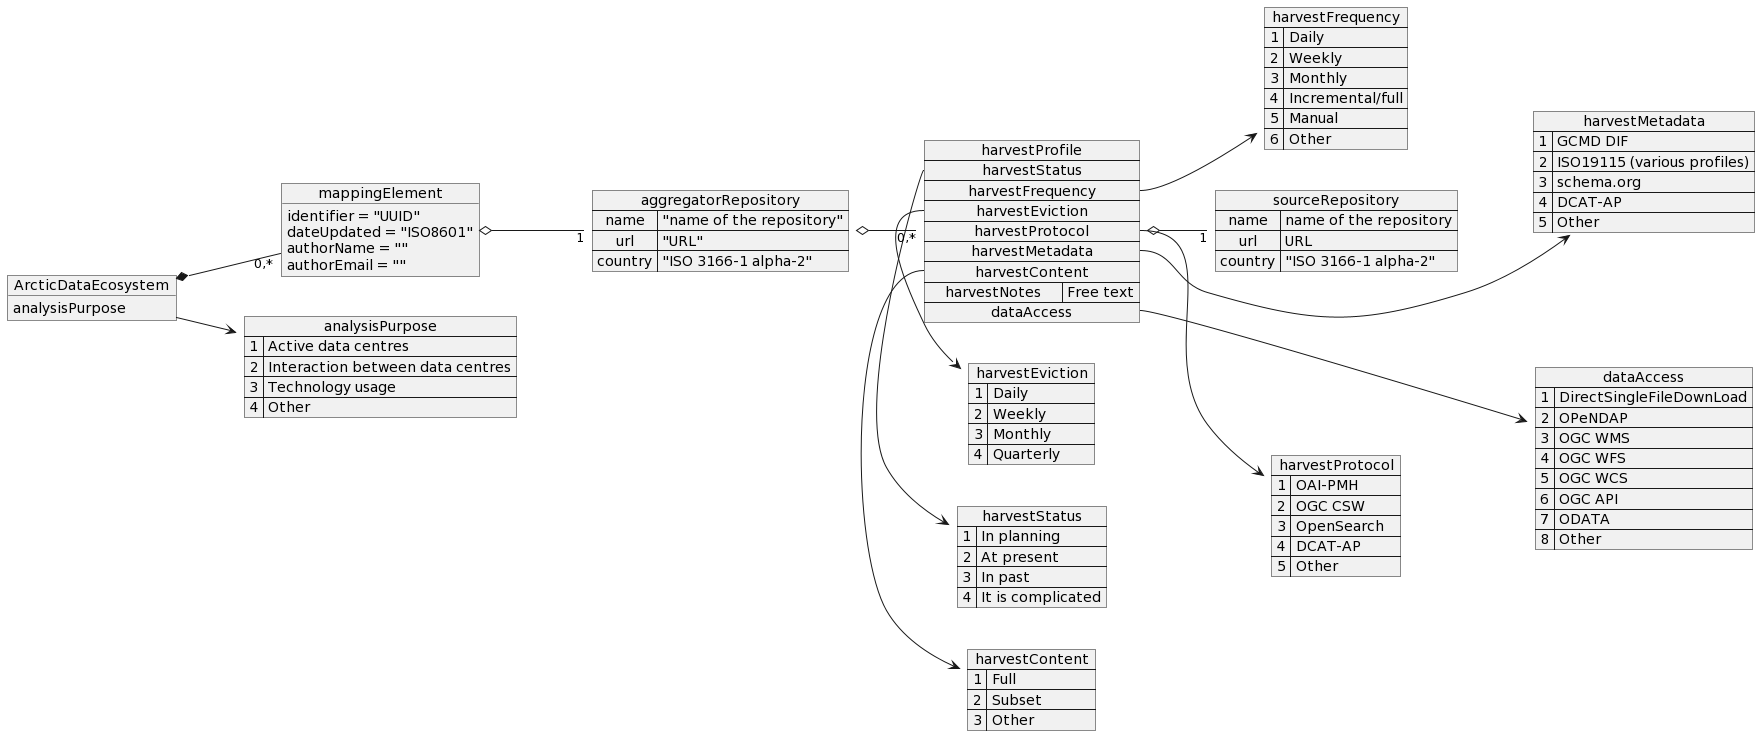 ArcticDataEcosystem
analysisPurpose
0,*
mappingElement
identifier = "UUID"
dateUpdated = "ISO8601"
authorName = ""
authorEmail = ""
analysisPurpose
1 Active data centres
2 Interaction between data centres
3 Technology usage
4 Other
1
aggregatorRepository
name "name of the repository"
url "URL"
country "ISO 3166-1 alpha-2"
0,*
harvestProfile
harvestStatus
harvestFrequency
harvestEviction
harvestProtocol
harvestMetadata
harvestContent
harvestNotes Free text
dataAccess
harvestEviction
1 Daily
2 Weekly
3 Monthly
4 Quarterly
harvestStatus
1 In planning
2 At present
3 In past
4 It is complicated
harvestContent
1 Full
2 Subset
3 Other
harvestFrequency
1 Daily
2 Weekly
3 Monthly
4 Incremental/full
5 Manual
6 Other
1
sourceRepository
name name of the repository
url URL
country "ISO 3166-1 alpha-2"
harvestProtocol
1 OAI-PMH
2 OGC CSW
3 OpenSearch
4 DCAT-AP
5 Other
harvestMetadata
1 GCMD DIF
2 ISO19115 (various profiles)
3 schema.org
4 DCAT-AP
5 Other
dataAccess
1 DirectSingleFileDownLoad
2 OPeNDAP
3 OGC WMS
4 OGC WFS
5 OGC WCS
6 OGC API
7 ODATA
8 Other